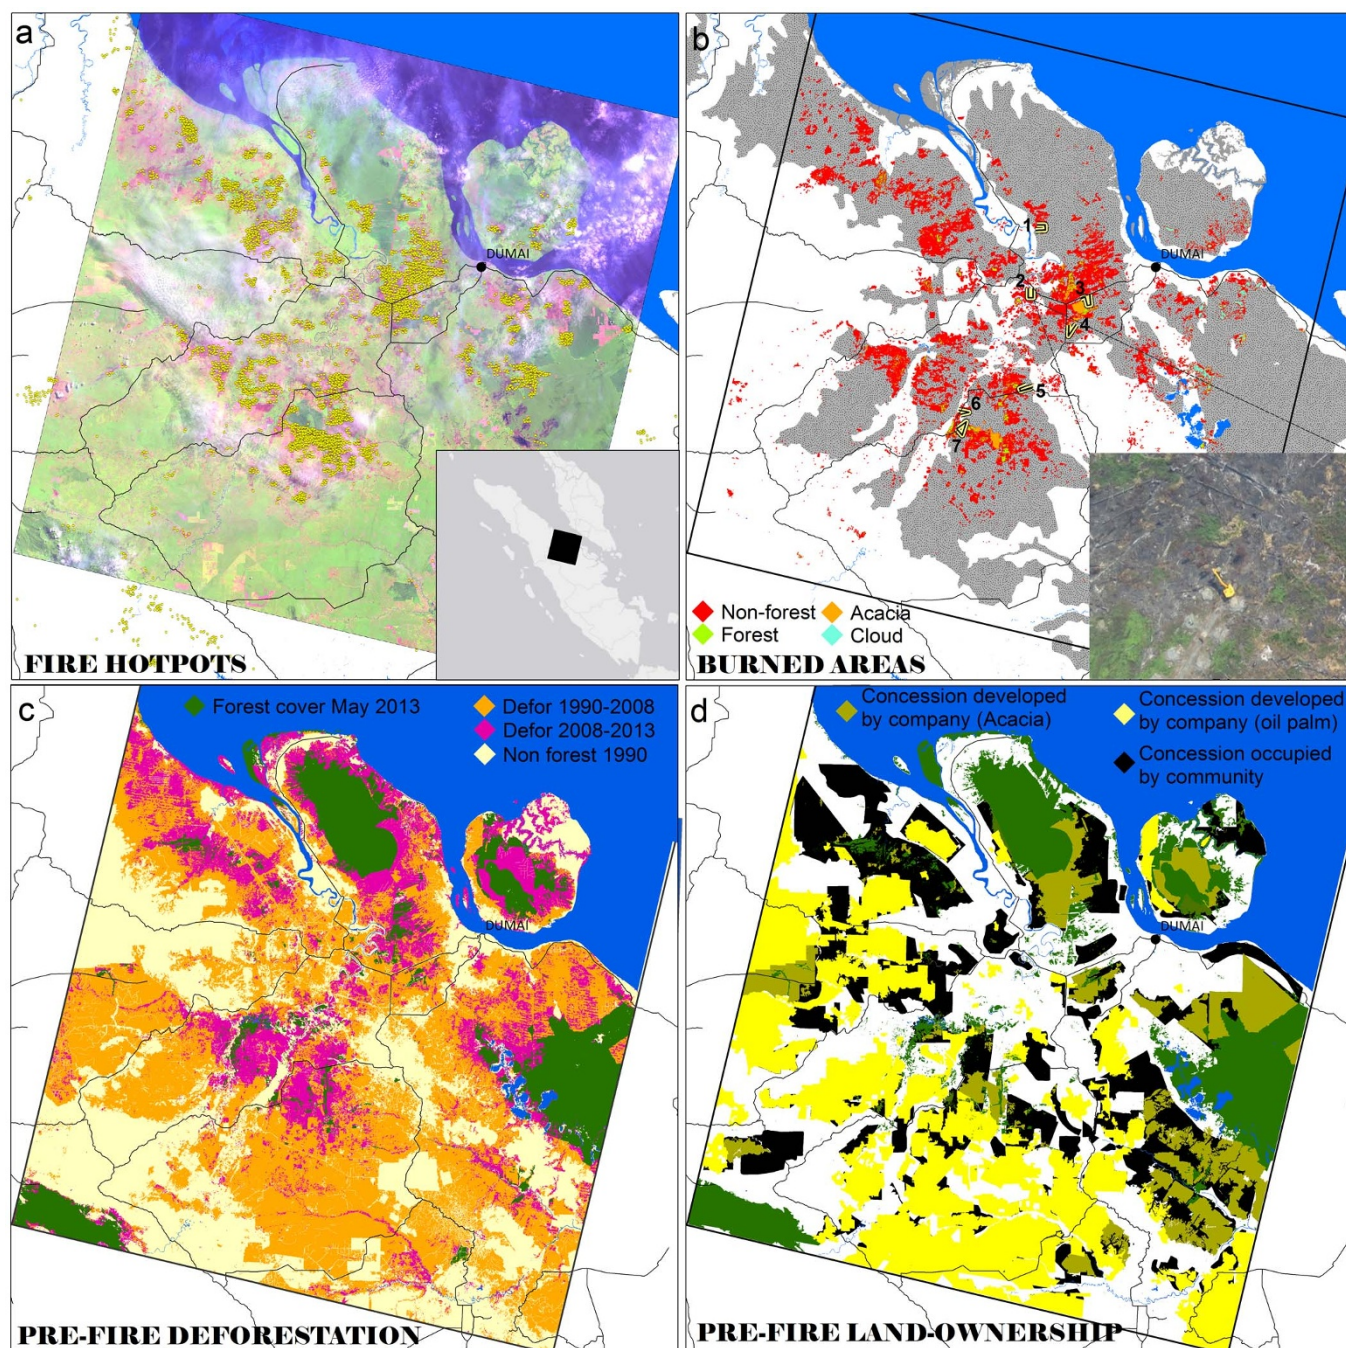 a
DUMAI
FIRE HOTPOTS
b
DUMAI
1
2
3
4
5
6
7
Non-forest
Acacia
Forest
Cloud
BURNED AREAS
c
Forest cover May 2013
Defor 1990-2008
Defor 2008-2013
Non forest 1990
DUMAI
PRE-FIRE DEFORESTATION
d
Concession developed
by company (Acacia)
Concession developed
by company (oil palm)
Concession occupied
by community
DUMAI
PRE-FIRE LAND-OWNERSHIP